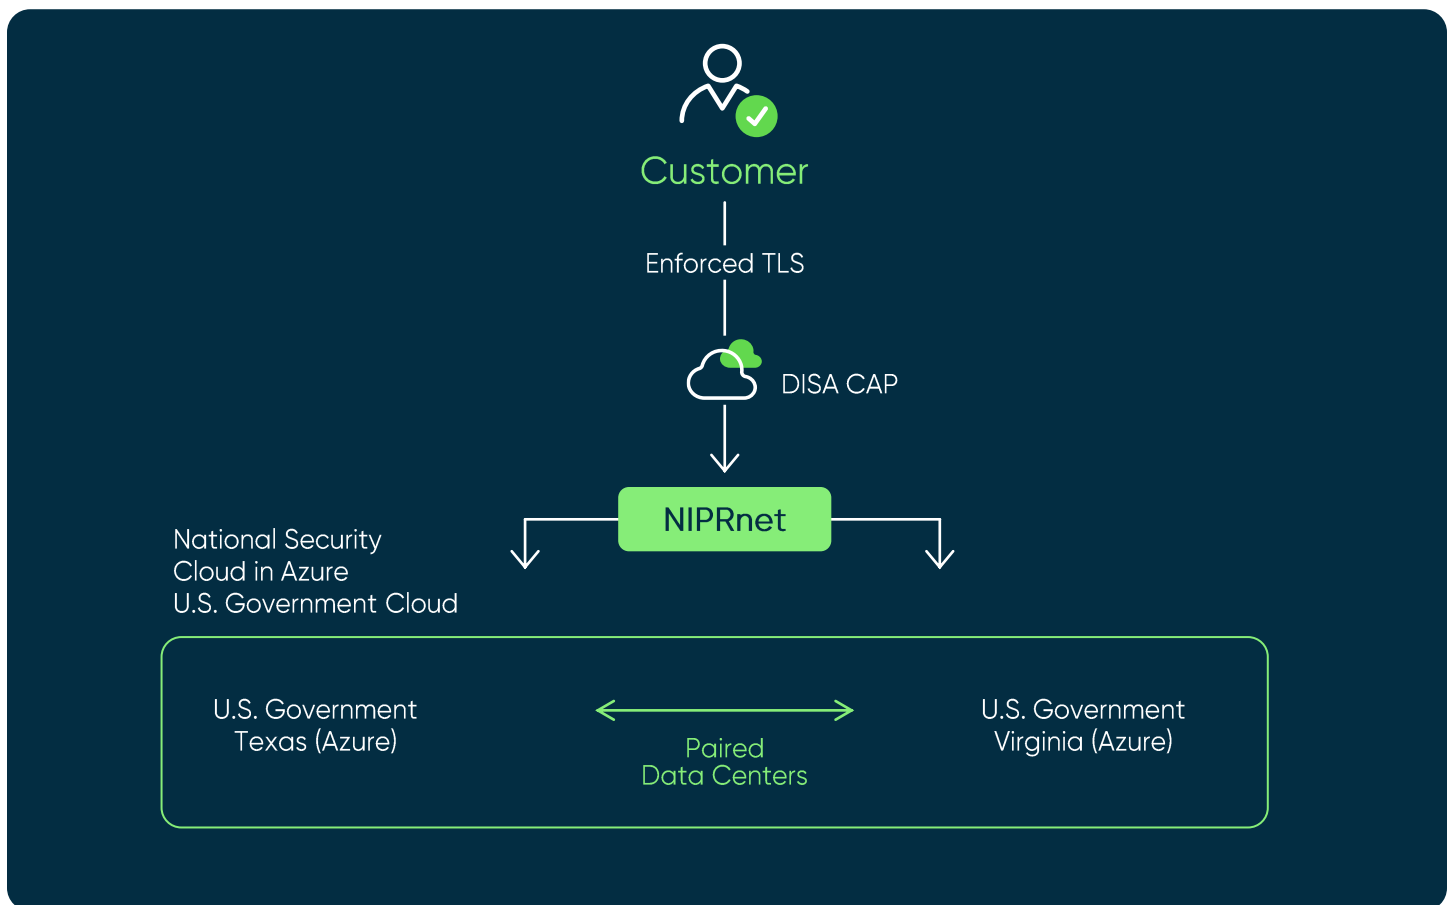 Customer
Enforced TLS
DISA CAP
NIPRnet
National Security
Cloud in Azure
U.S. Government Cloud
U.S. Government
Texas (Azure)
Paired
Data Centers
U.S. Government
Virginia (Azure)